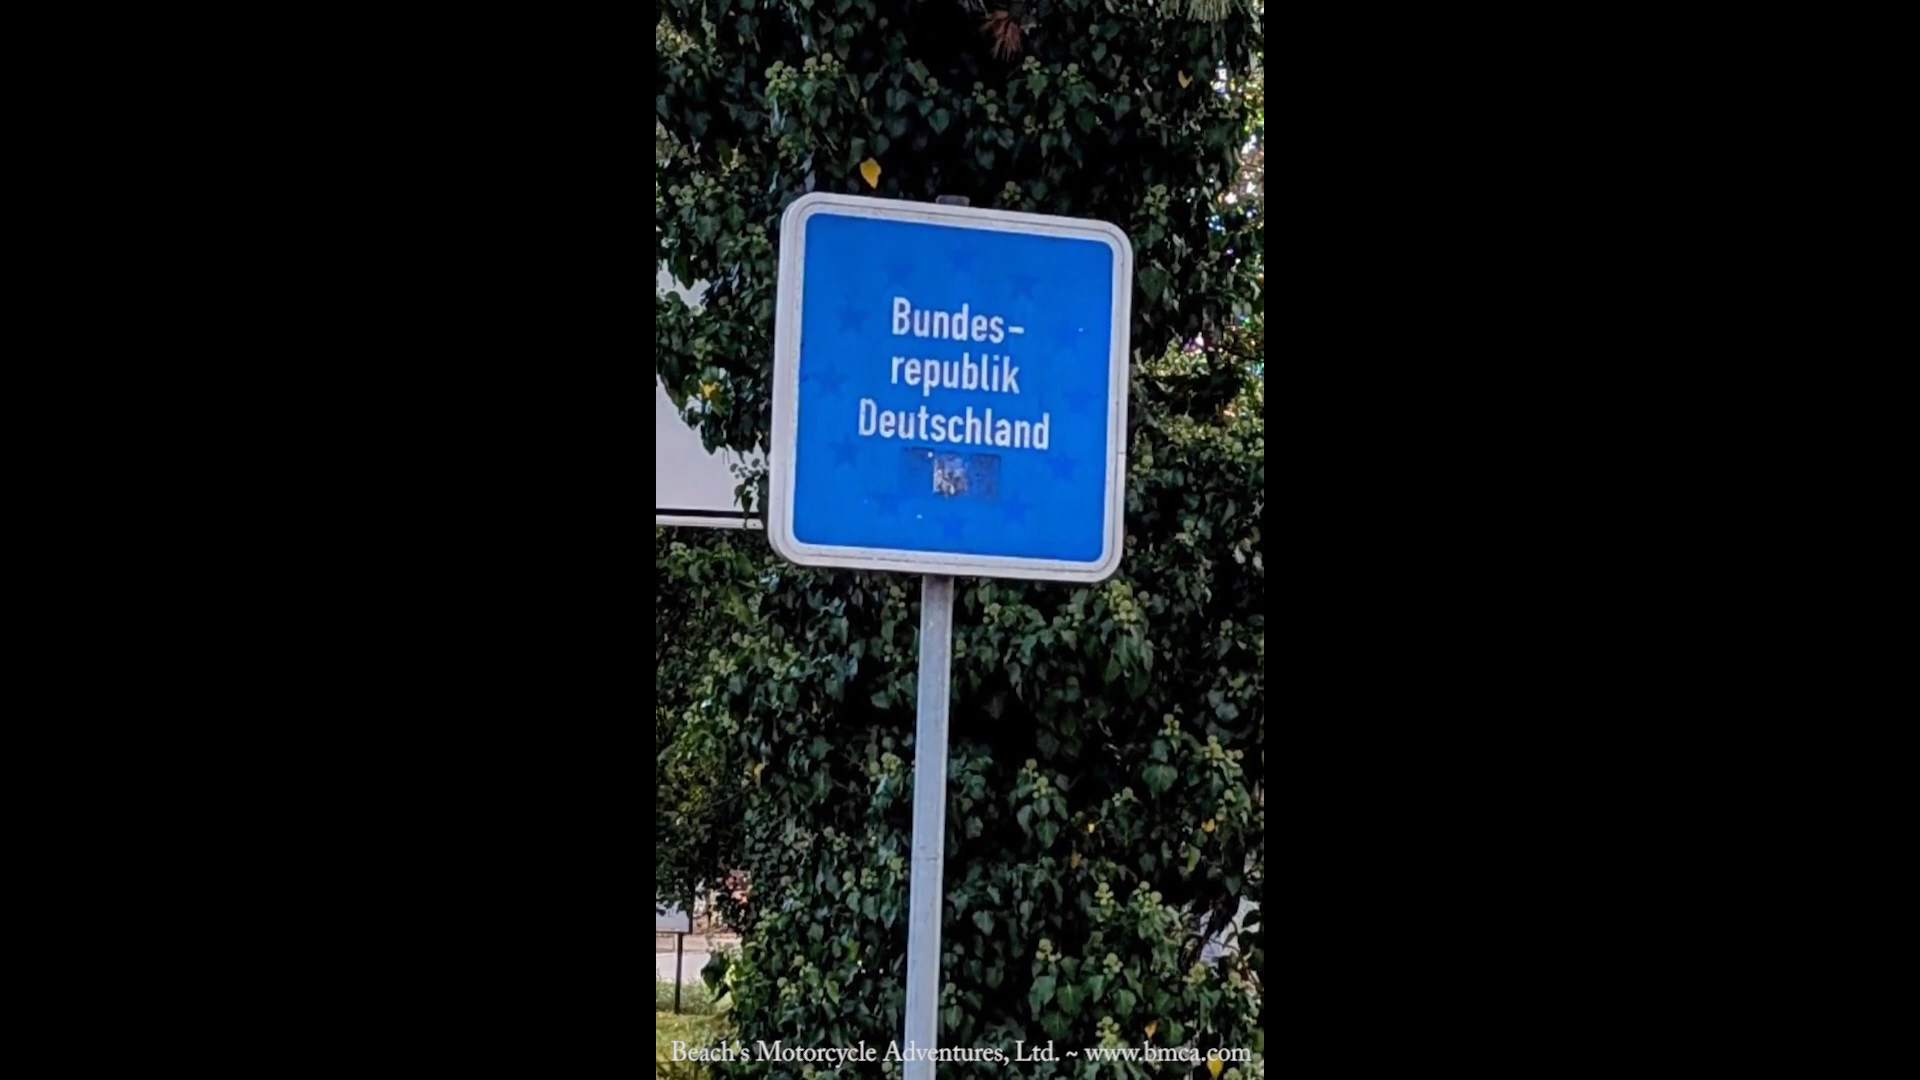 Bundes-
republik
Deutschland
Beach's Motorcycle Adventures, Ltd. ~ www.bmca.com